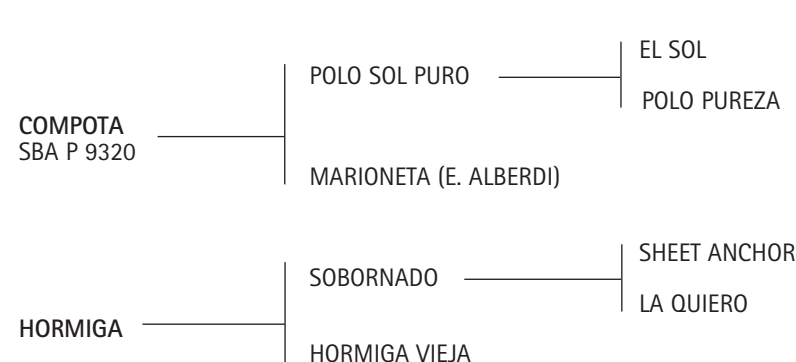 COMPOTA
SBA P 9320
POLO SOL PURO
EL SOL
POLO PUREZA
MARIONETA (E. ALBERDI)
HORMIGA
SOBORNADO
SHEET ANCHOR
LA QUIERO
HORMIGA VIEJA